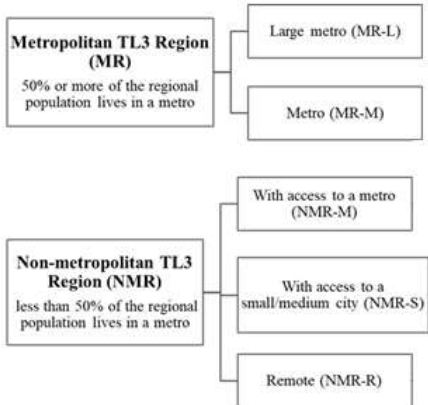 Metropolitan TL3 Region
(MR)
50% or more of the regional
population lives in a metro
Large metro (MR-L)
Metro (MR-M)
Non-metropolitan TL3
Region (NMR)
less than 50% of the regional
population lives in a metro
With access to a metro
(NMR-M)
With access to a
small/medium city (NMR-S)
Remote (NMR-R)